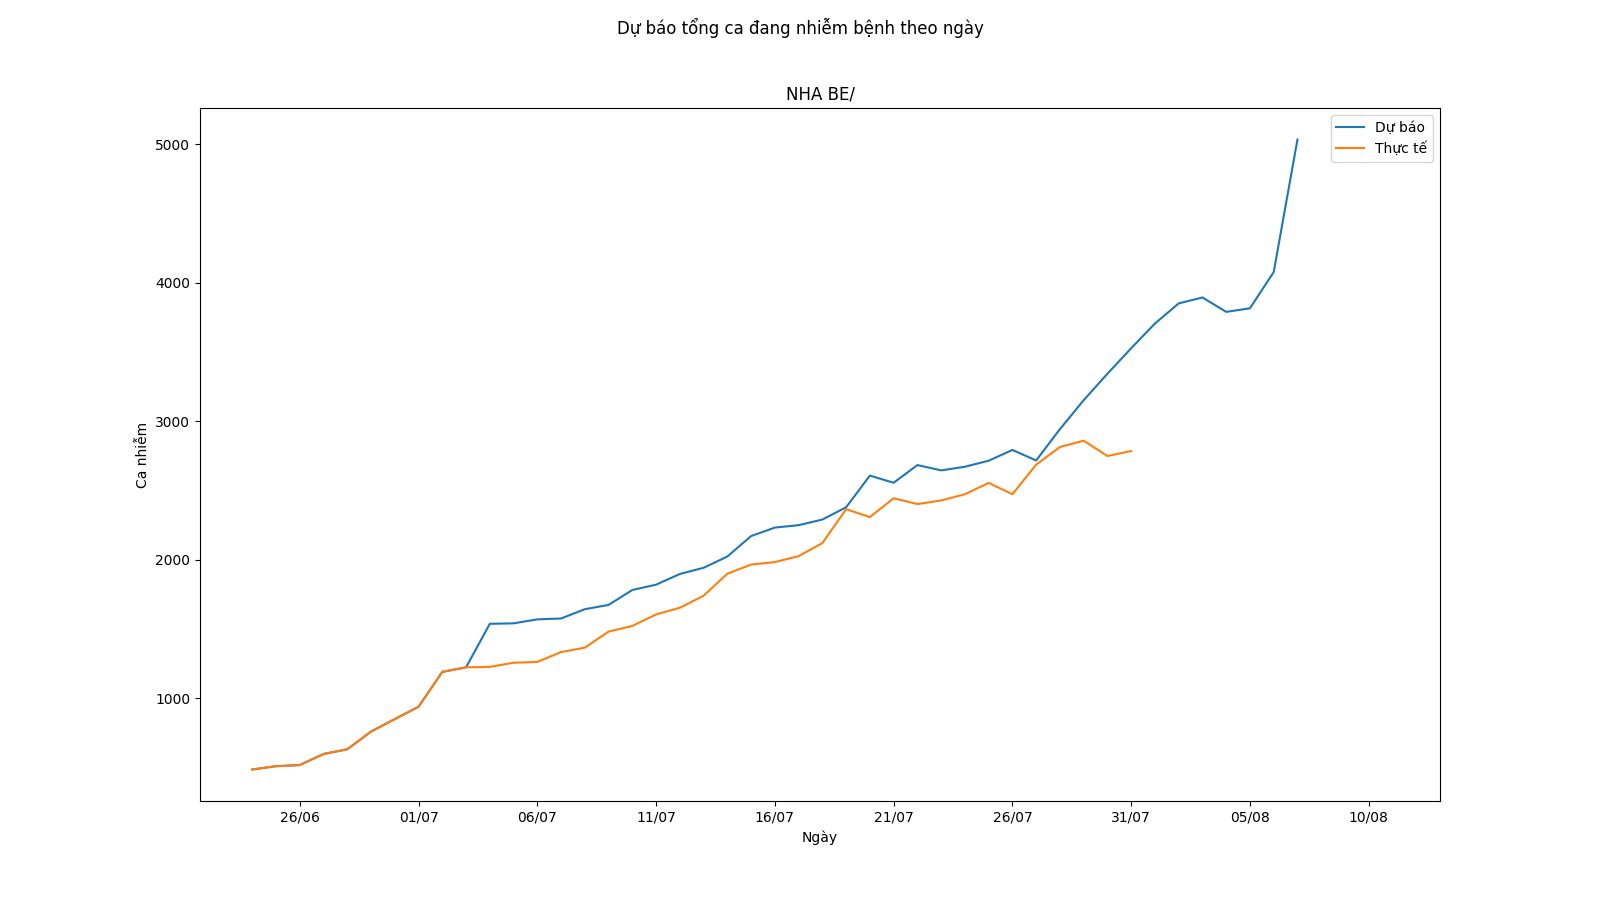 Dự báo tổng ca đang nhiễm bệnh theo ngày
NHA BE/
Dự báo
Thực tế
Ca nhiễm
5000
4000
3000
2000
1000
26/06
01/07
06/07
11/07
16/07
21/07
26/07
31/07
05/08
10/08
Ngày